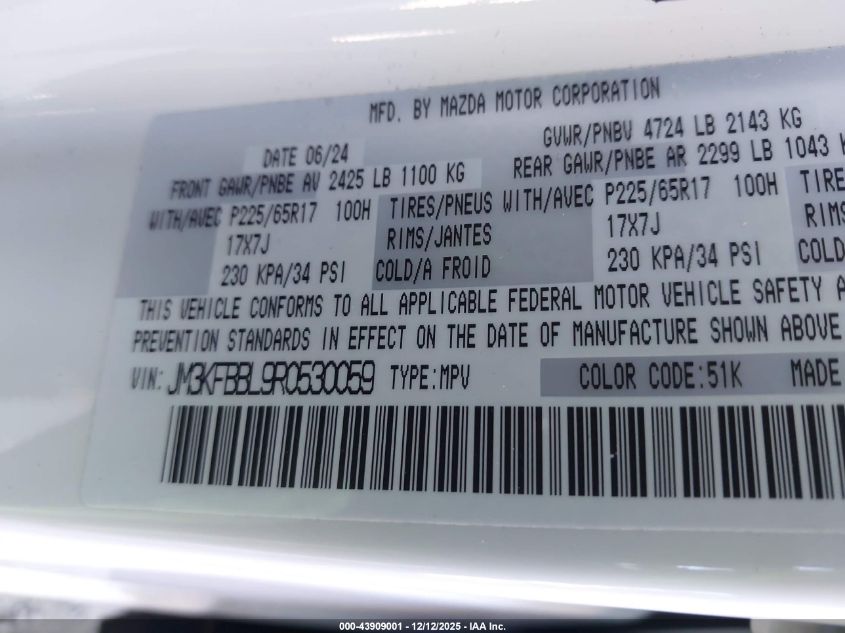 MFD. BY MAZDA MOTOR CORPORATION
DATE 06/24 GVWR/PNBV 4724 LB 2143 KG
FRONT GAWR/PNBE AV 2425 LB 1100 KG REAR GAWR/PNBE AR 2299 LB 1043 K
WITH/AVEC P225/65R17 100H TIRES/PNEUS WITH/AVEC P225/65R17 100H TIRE
17X7J RIMS/JANTES 17X7J RIMS
230 KPA/34 PSI COLD/A FROID 230 KPA/34 PSI COLD
THIS VEHICLE CONFORMS TO ALL APPLICABLE FEDERAL MOTOR VEHICLE SAFETY A
PREVENTION STANDARDS IN EFFECT ON THE DATE OF MANUFACTURE SHOWN ABOVE
VIN: JM3KFBBL9R0530059 TYPE:MPV COLOR CODE:51K MADE
000-43909001 - 12/12/2025 - IAA Inc.